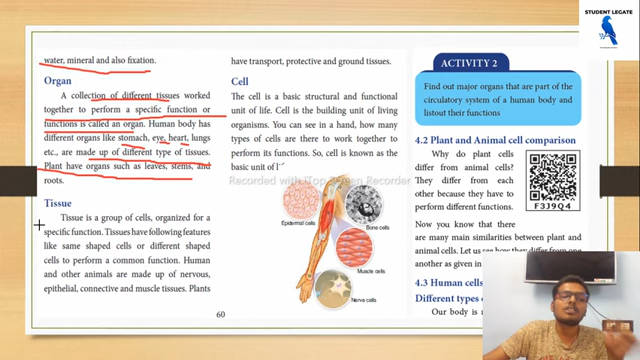 STUDENT LEGATE
water, mineral and also fixation.
Organ
A collection of different tissues worked
together to perform a specific function or
functions is called an organ. Human body has
different organs like stomach, eye, heart, lungs
etc., are made up of different type of tissues.
Plant have organs such as leaves, stems, and
roots.
Tissue
Tissue is a group of cells, organized for a
specific function. Tissues have following features
like same shaped cells or different shaped
cells to perform a common function. Human
and other animals are made up of nervous,
epithelial, connective and muscle tissues. Plants
60
have transport, protective and ground tissues.
Cell
The cell is a basic structural and functional
unit of life. Cell is the building unit of living
organisms. You can see in a hand, how many
types of cells are there to work together to
perform its functions. So, cell is known as the
basic unit of
Recorded with iTop Screen Recorder
Epidermal cells
Bone cells
Muscle cells
Nerve cells
ACTIVITY 2
Find out major organs that are part of the
circulatory system of a human body and
listout their functions
4.2 Plant and Animal cell comparison
Why do plant cells
differ from animal cells?
They differ from each
other because they have to
perform different functions.
F3J9Q4
Now you know that there
are many main similarities between plant and
animal cells. Let us see how they differ from one
another as given in
4.3 Human cells
Different types
Our body is